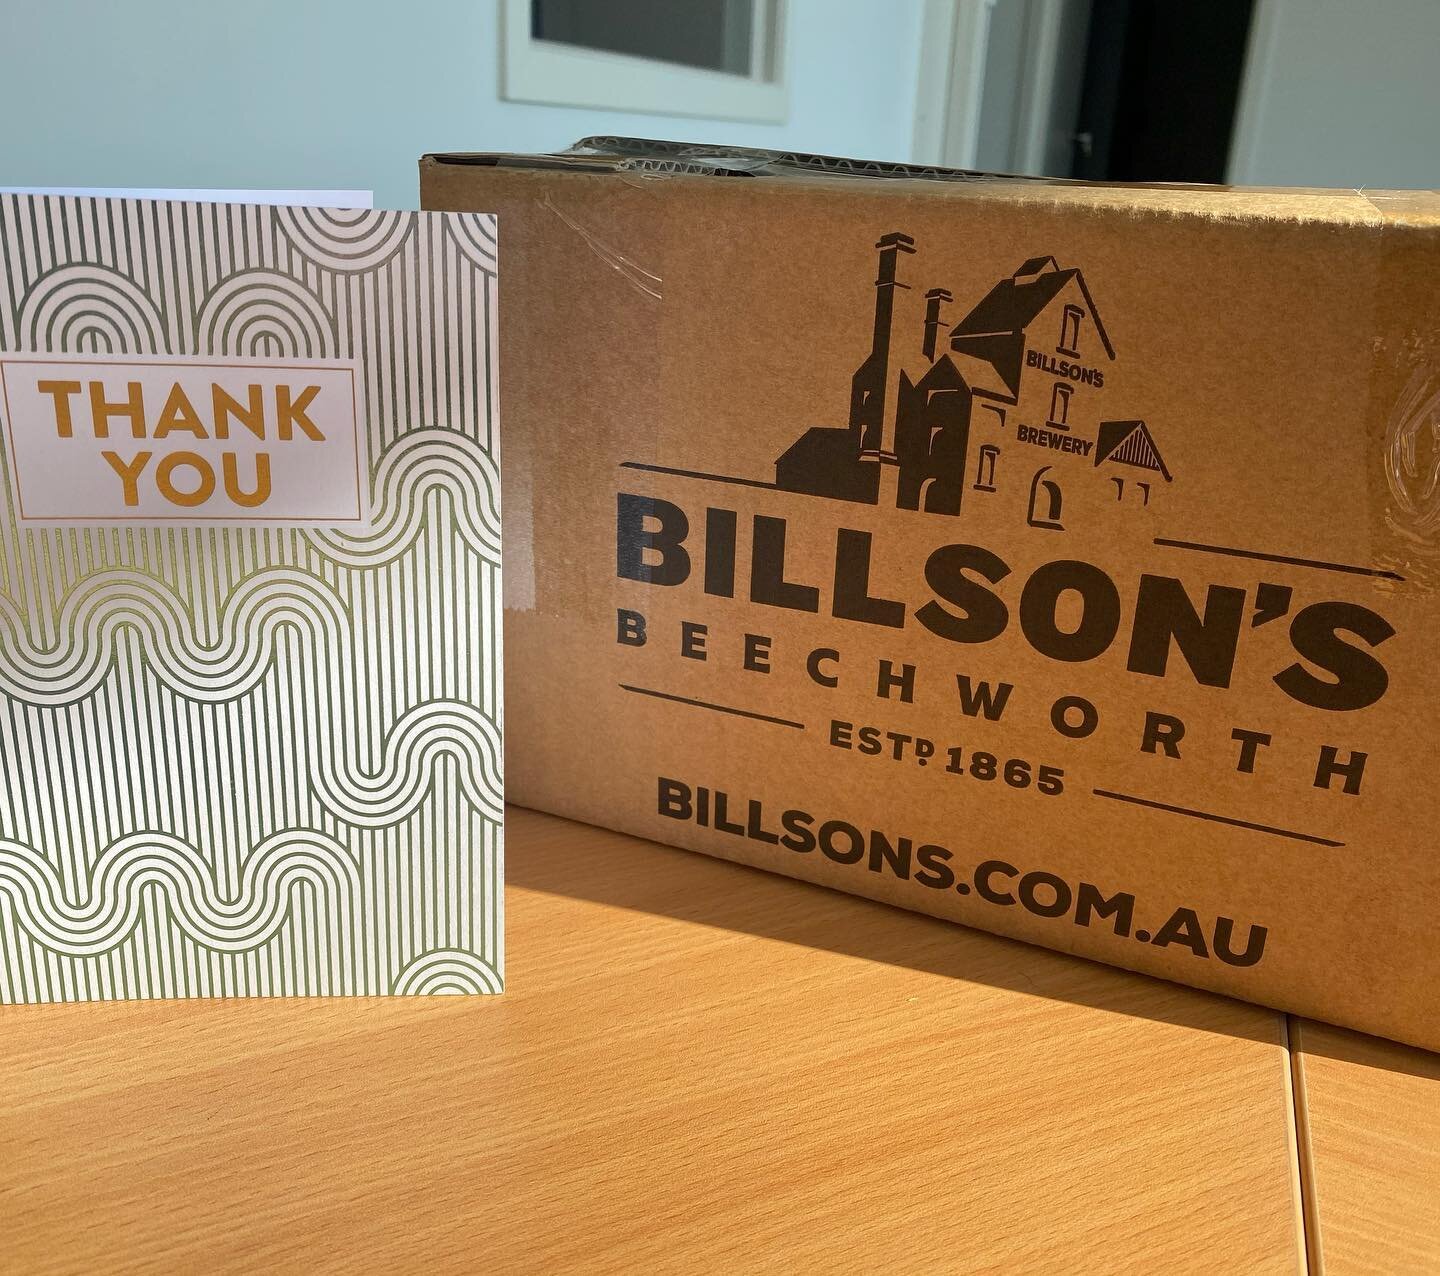 THANK
YOU
BILLSON'S
BREWERY
BILLSON'S
BEECHWORTH
ESTD 1865
BILLSONS.COM.AU